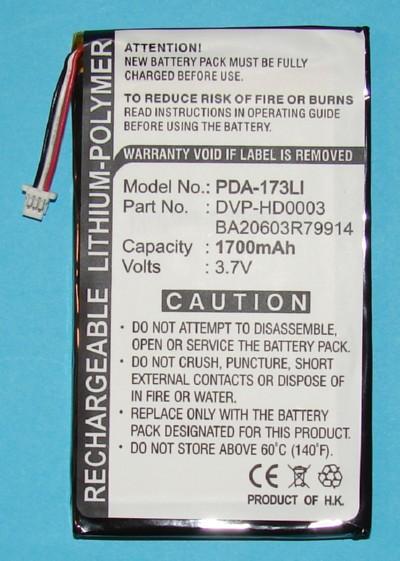 RECHARGEABLE LITHIUM-POLYMER
ATTENTION!
NEW BATTERY PACK MUST BE FULLY
CHARGED BEFORE USE.
TO REDUCE RISK OF FIRE OR BURNS
READ INSTRUCTIONS IN OPERATING GUIDE
BEFORE USING BATTERY PACK.
WARRANTY VOID IF LABEL IS REMOVED
Model No.: PDA-173LI
Part No. : DVP-HD0003
BA20603R79914
Capacity : 1700mAh
Volts : 3.7V
CAUTION
• DO NOT ATTEMPT TO DISASSEMBLE,
OPEN OR SERVICE THE BATTERY PACK.
• DO NOT CRUSH, PUNCTURE, SHORT
EXTERNAL CONTACTS OR DISPOSE OF
IN FIRE OR WATER.
• REPLACE ONLY WITH THE BATTERY
PACK DESIGNATED FOR THIS PRODUCT.
• DO NOT STORE ABOVE 60°C (140°F).
CE
PRODUCT OF H.K.